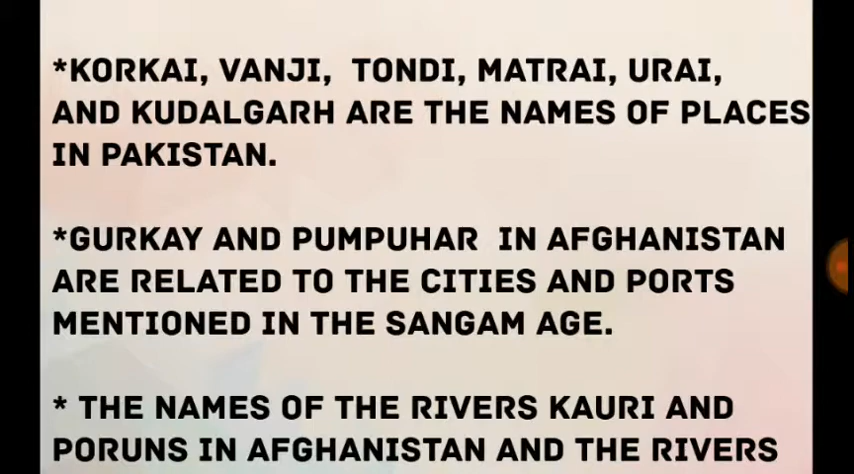 *KORKAI, VANJI, TONDI, MATRAI, URAI,
AND KUDALGARH ARE THE NAMES OF PLACES
IN PAKISTAN.
*GURKAY AND PUMPUHAR IN AFGHANISTAN
ARE RELATED TO THE CITIES AND PORTS
MENTIONED IN THE SANGAM AGE.
* THE NAMES OF THE RIVERS KAURI AND
PORUNS IN AFGHANISTAN AND THE RIVERS